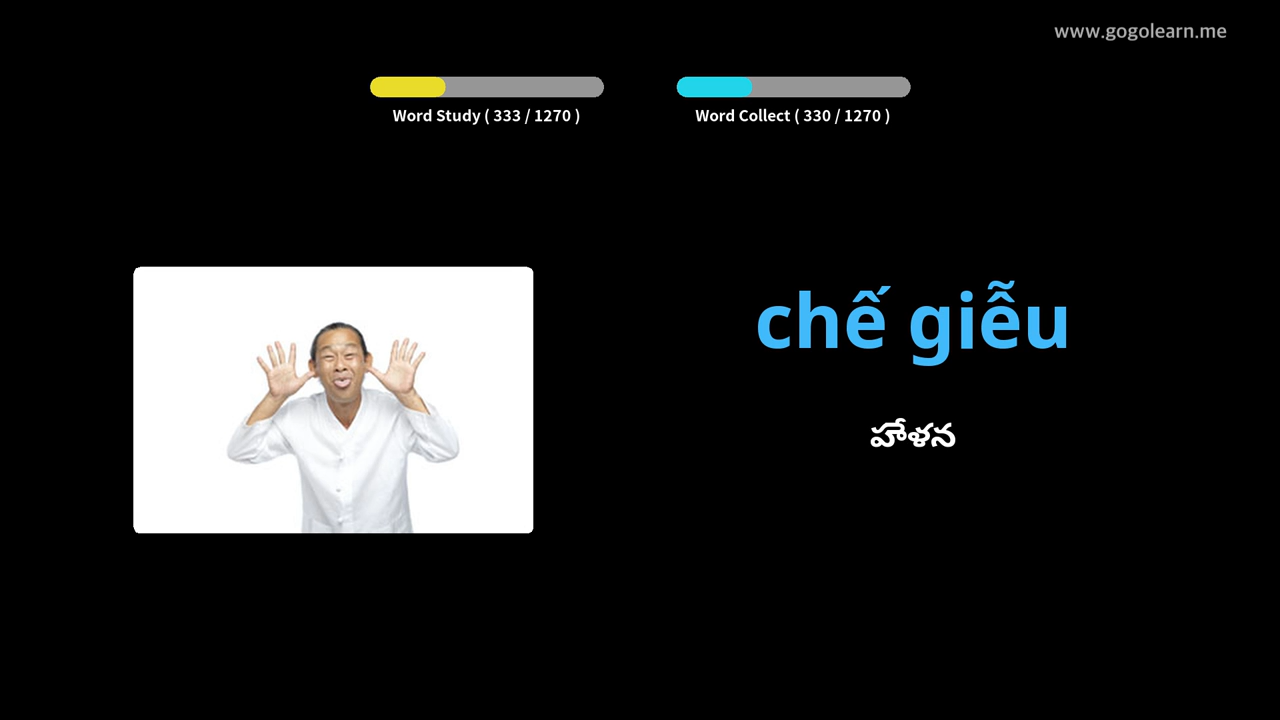 www.gogolearn.me
Word Study ( 333 / 1270 )
Word Collect ( 330 / 1270 )
chế giễu
హేళన